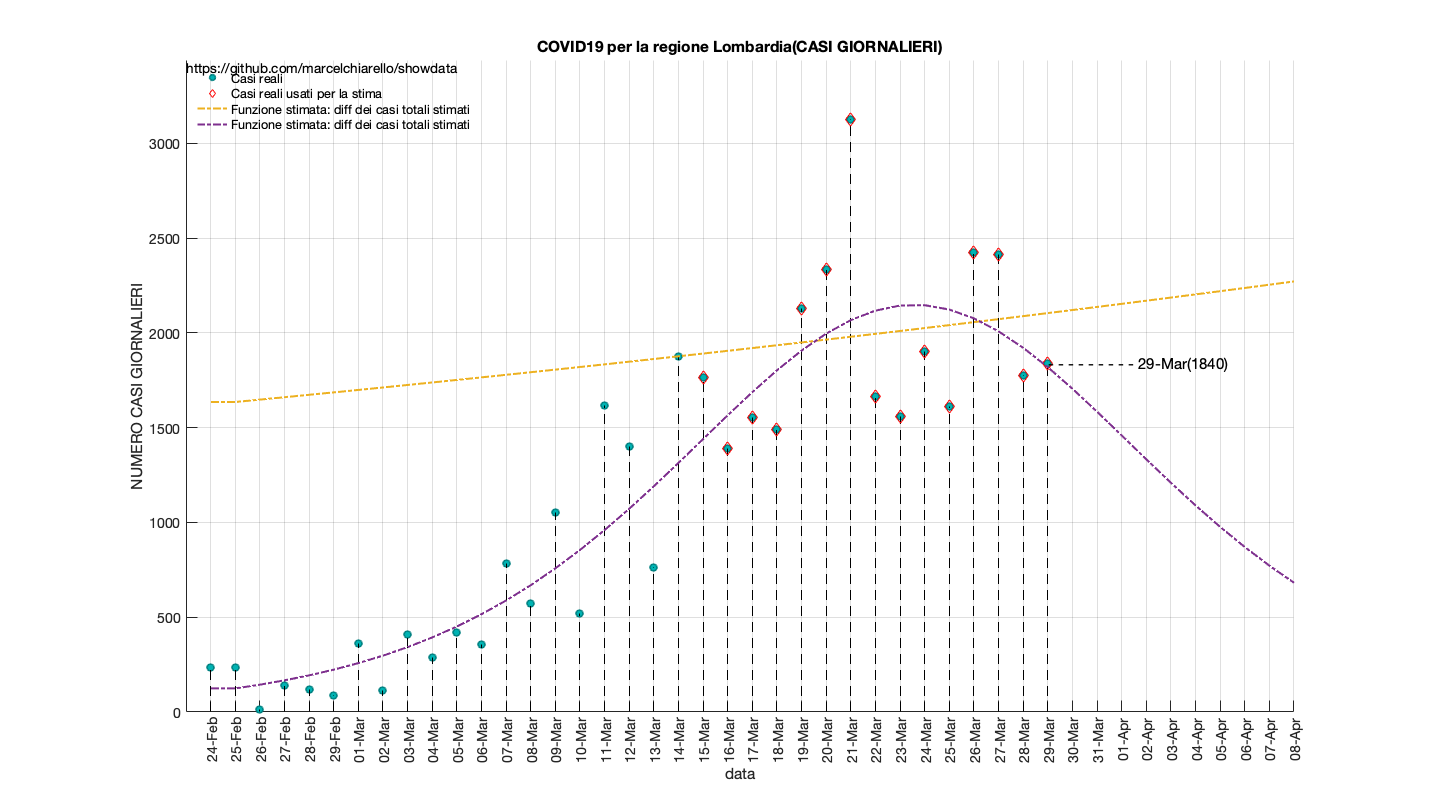 COVID19 per la regione Lombardia(CASI GIORNALIERI)
https://github.com/marcelchiarello/showdata
Casi reali
Casi reali usati per la stima
Funzione stimata: diff dei casi totali stimati
Funzione stimata: diff dei casi totali stimati
NUMERO CASI GIORNALIERI
3000
2500
2000
1500
1000
500
0
29-Mar(1840)
24-Feb
25-Feb
26-Feb
27-Feb
28-Feb
29-Feb
01-Mar
02-Mar
03-Mar
04-Mar
05-Mar
06-Mar
07-Mar
08-Mar
09-Mar
10-Mar
11-Mar
12-Mar
13-Mar
14-Mar
15-Mar
16-Mar
17-Mar
18-Mar
19-Mar
20-Mar
21-Mar
22-Mar
23-Mar
24-Mar
25-Mar
26-Mar
27-Mar
28-Mar
29-Mar
30-Mar
31-Mar
01-Apr
02-Apr
03-Apr
04-Apr
05-Apr
06-Apr
07-Apr
08-Apr
data